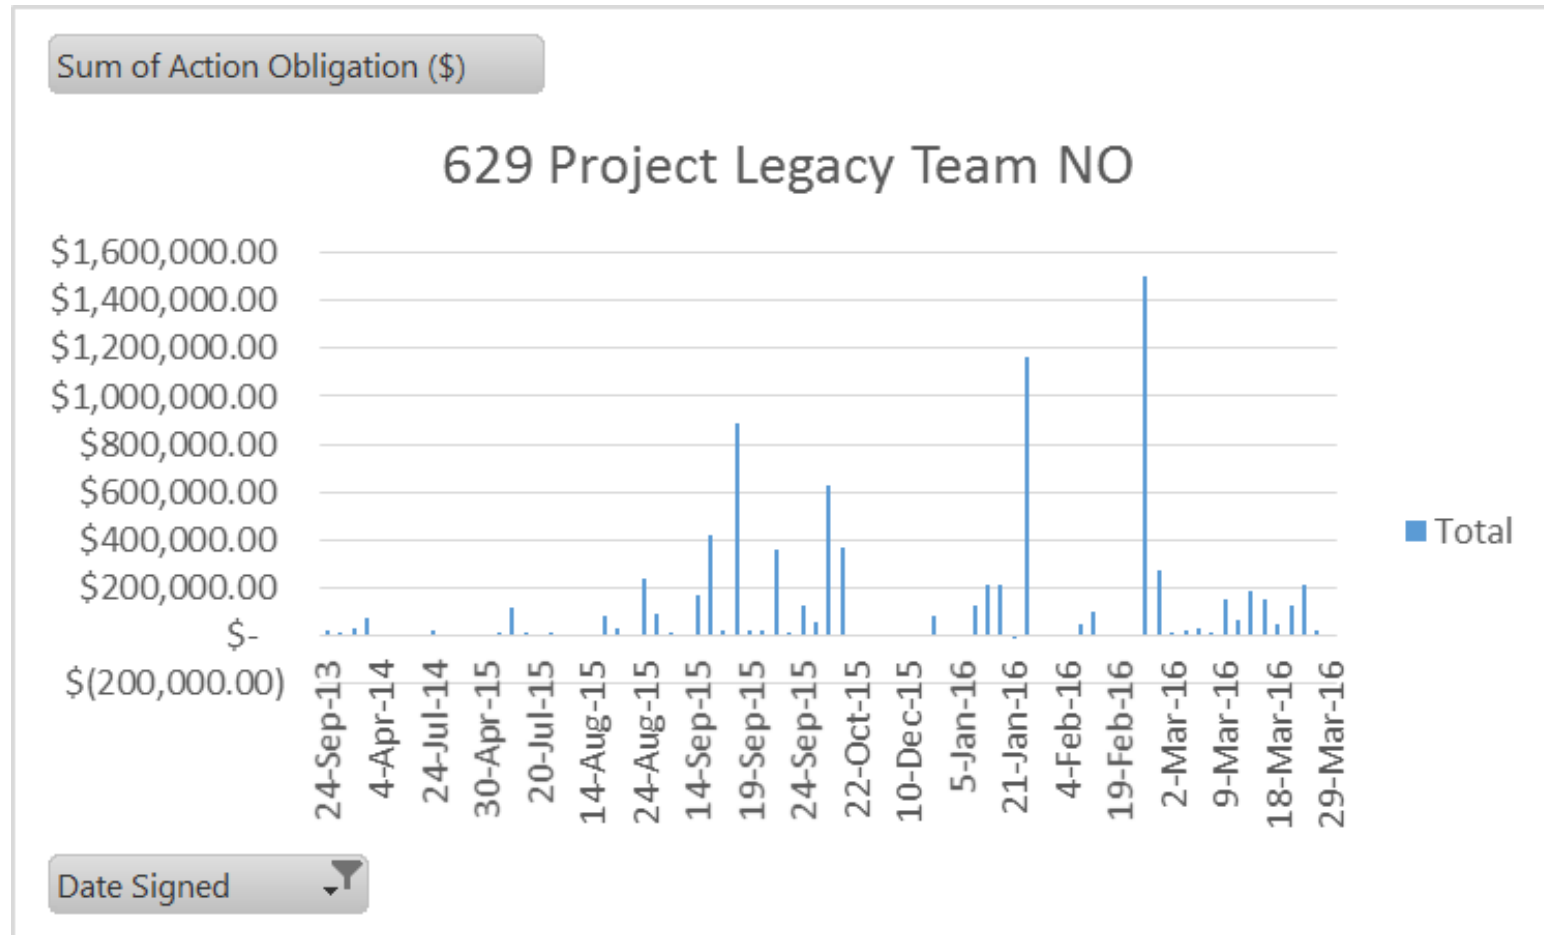 Sum of Action Obligation ($)
629 Project Legacy Team NO
$1,600,000.00
$1,400,000.00
$1,200,000.00
$1,000,000.00
$800,000.00
$600,000.00
$400,000.00
$200,000.00
$-
$(200,000.00)
24-Sep-13
4-Apr-14
24-Jul-14
30-Apr-15
20-Jul-15
14-Aug-15
24-Aug-15
14-Sep-15
19-Sep-15
24-Sep-15
22-Oct-15
10-Dec-15
5-Jan-16
21-Jan-16
4-Feb-16
19-Feb-16
2-Mar-16
9-Mar-16
18-Mar-16
29-Mar-16
Total
Date Signed